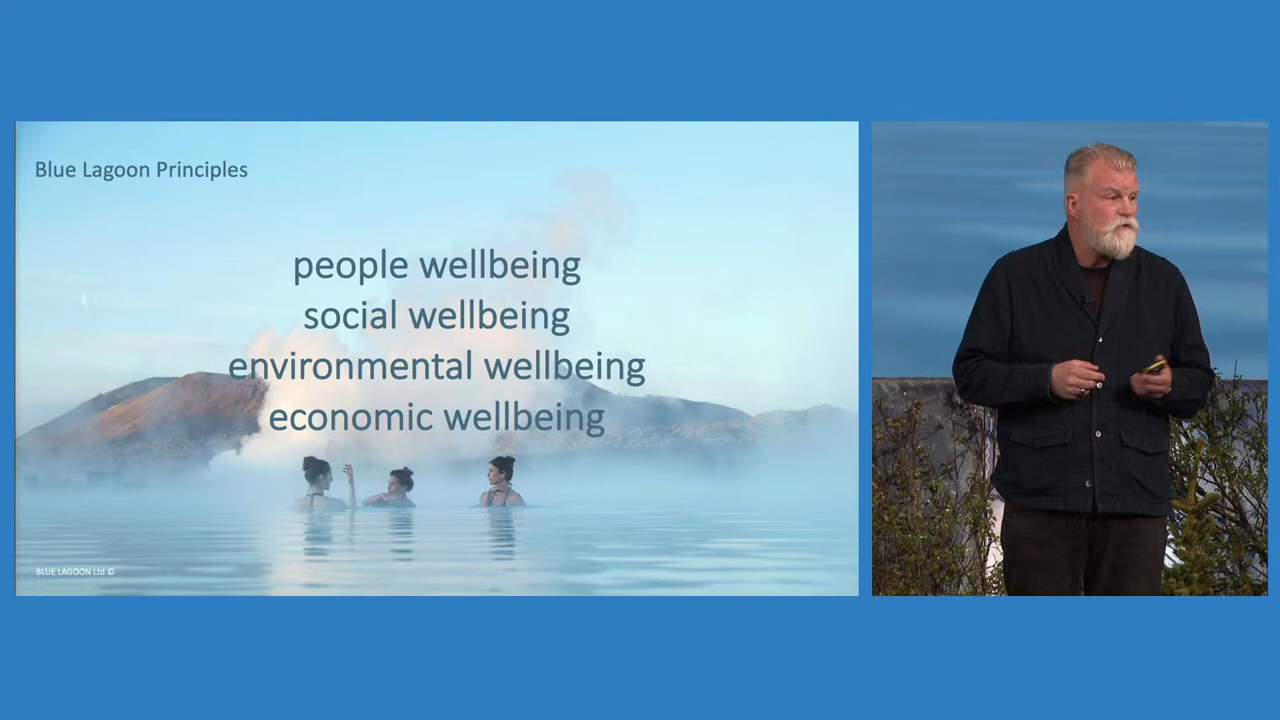 Blue Lagoon Principles
people wellbeing
social wellbeing
environmental wellbeing
economic wellbeing
BLUE LAGOON Ltd ©